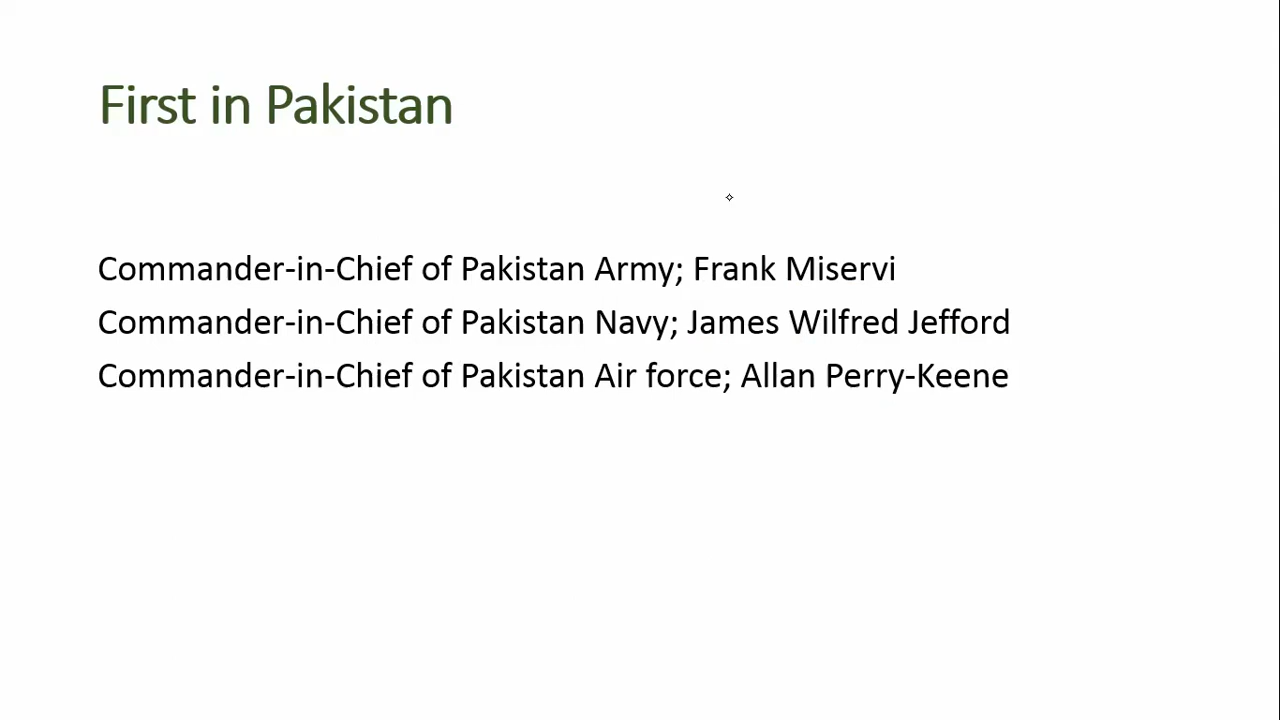 First in Pakistan
Commander-in-Chief of Pakistan Army; Frank Miservi
Commander-in-Chief of Pakistan Navy; James Wilfred Jefford
Commander-in-Chief of Pakistan Air force; Allan Perry-Keene